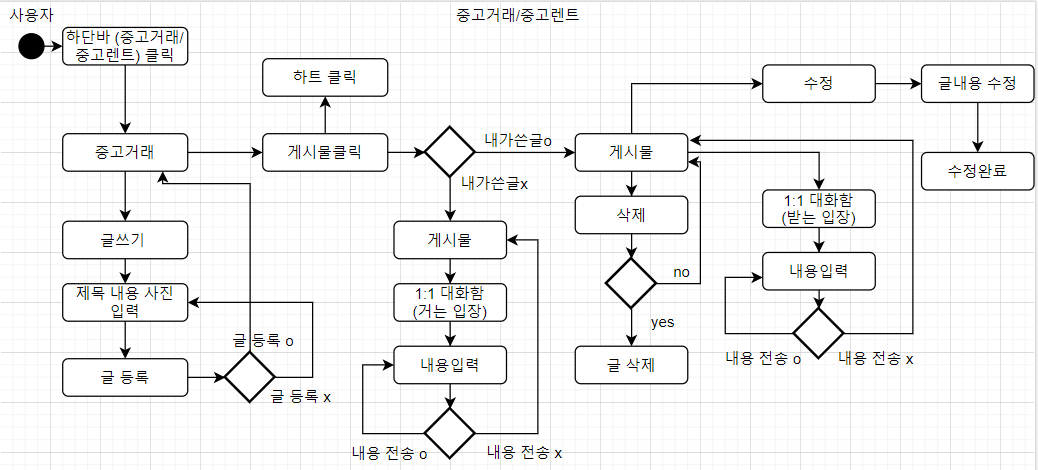 사용자
중고거래/중고렌트
하단바 (중고거래/
중고렌트) 클릭
하트 클릭
수정
글내용 수정
중고거래
게시물클릭
내가쓴글o
내가쓴글x
게시물
수정완료
글쓰기
게시물
삭제
1:1 대화함
(받는 입장)
제목 내용 사진
입력
1:1 대화함
(거는 입장)
no
yes
내용입력
글 등록 o
글 등록
글 등록 x
내용입력
글 삭제
내용 전송 o
내용 전송 x
내용 전송 o
내용 전송 x